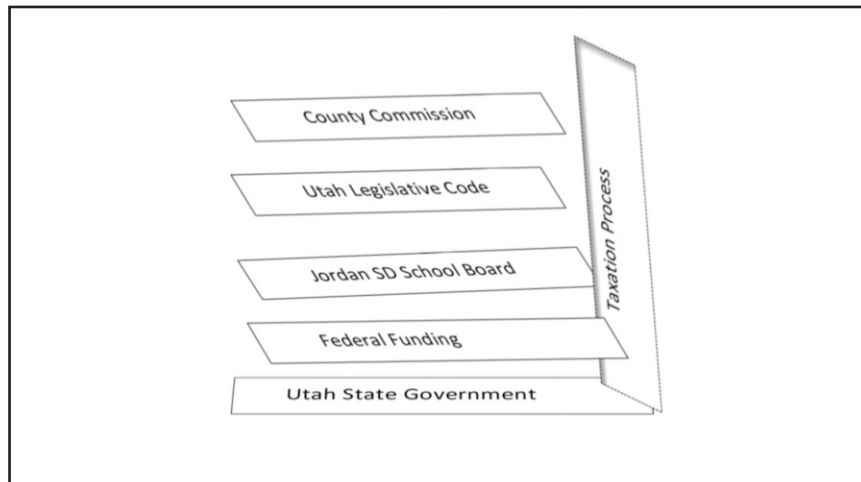 County Commission
Utah Legislative Code
Jordan SD School Board
Federal Funding
Utah State Government
Taxation Process